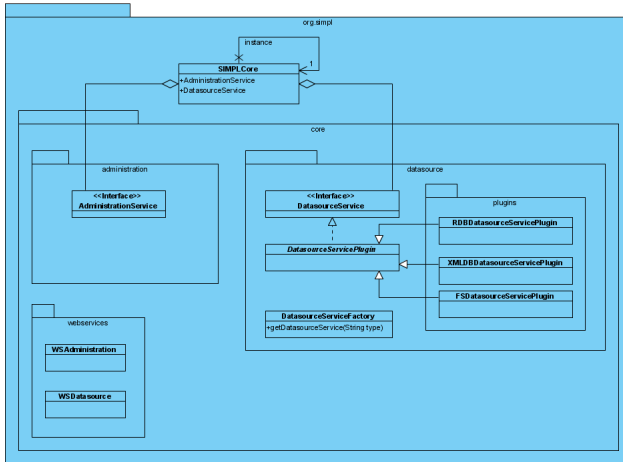 org.simpl
instance
1
SIMPLCore
+AdministrationService
+DatasourceService
core
administration
<<Interface>>
AdministrationService
datasource
<<Interface>>
DatasourceService
plugins
RDBDatasourceServicePlugin
DatasourceServicePlugin
XMLDBDatasourceServicePlugin
FSDatasourceServicePlugin
DatasourceServiceFactory
+getDatasourceService(String type)
webservices
WSAdministration
WSDatasource